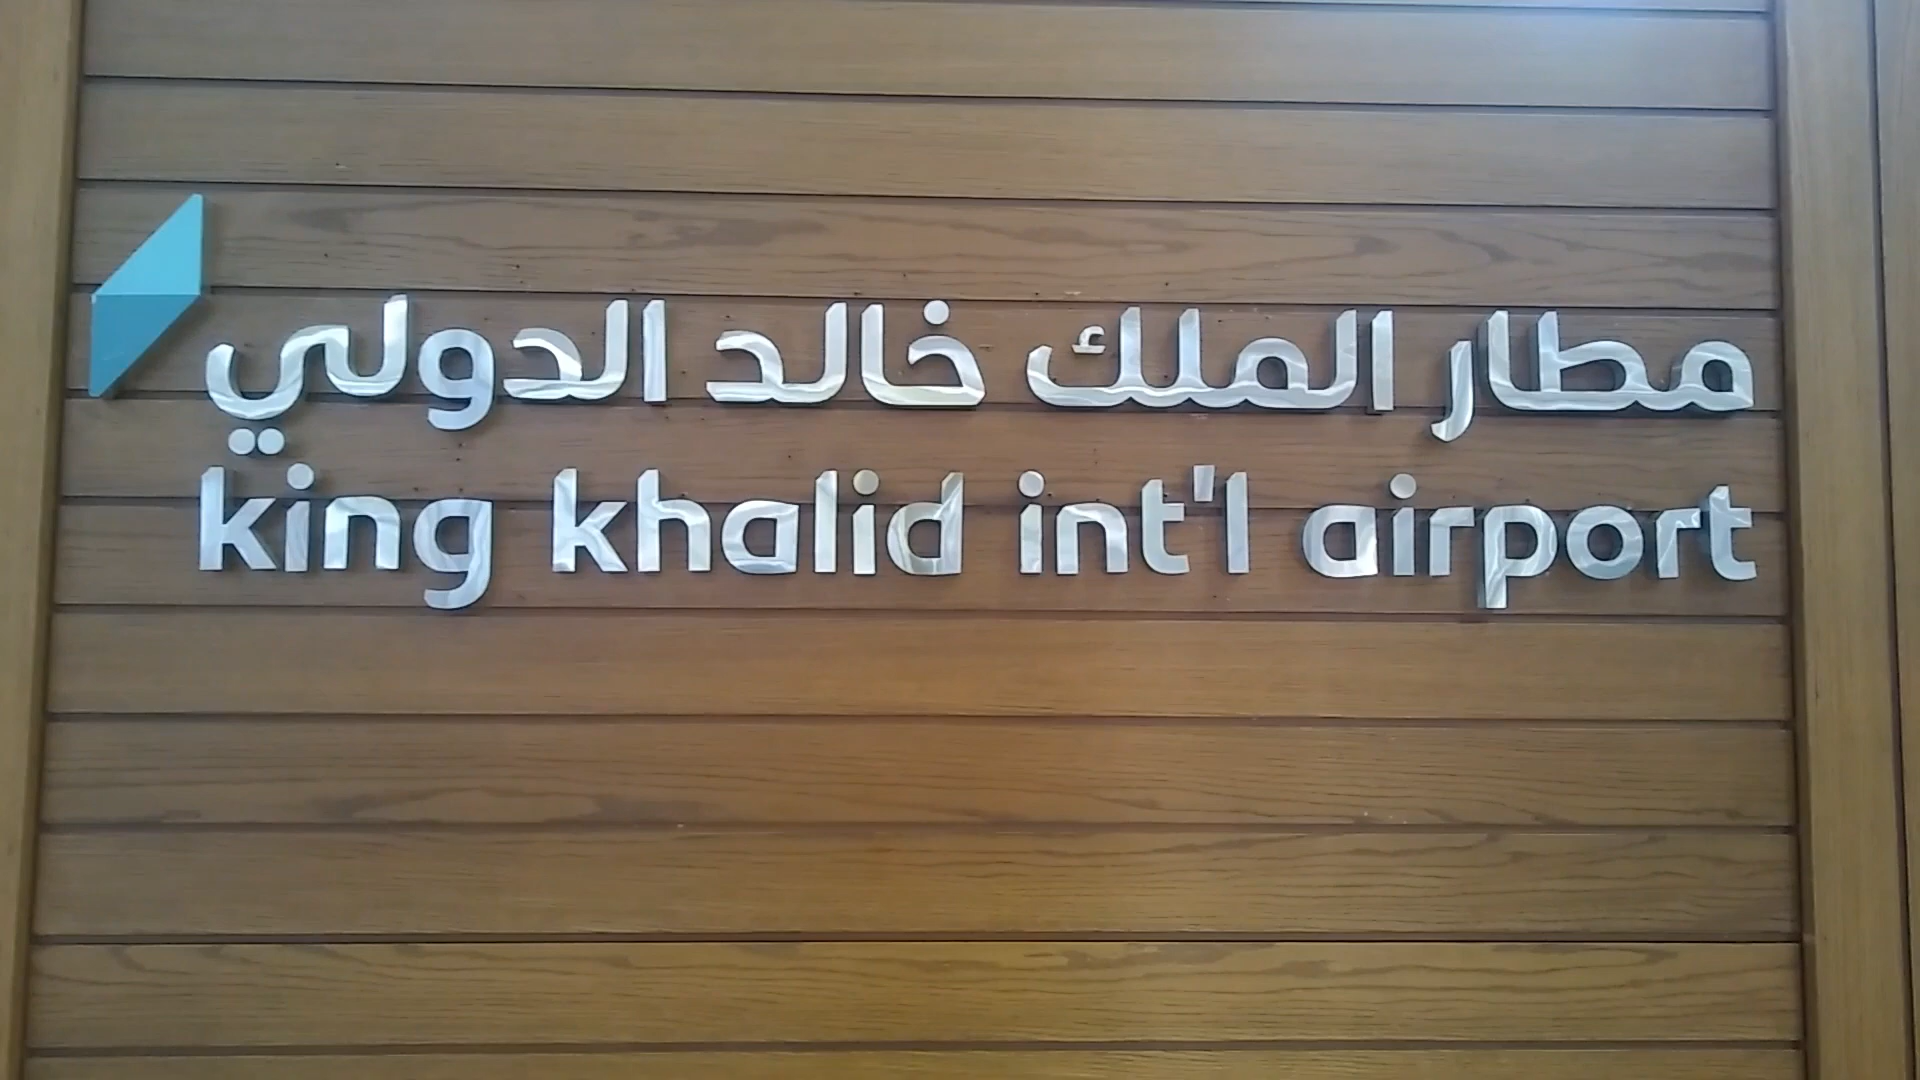 مطار الملك خالد الدولي
king khalid int'l airport